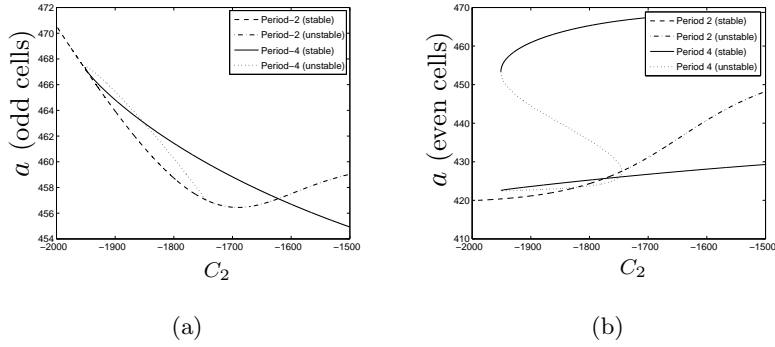 474
472
470
468
466
464
462
460
458
456
454
−2000
−1900
−1800
−1700
−1600
−1500
a (odd cells)
C2
Period−2 (stable)
Period−2 (unstable)
Period−4 (stable)
Period−4 (unstable)
(a)
470
460
450
440
430
420
410
−2000
−1900
−1800
−1700
−1600
−1500
a (even cells)
C2
Period 2 (stable)
Period 2 (unstable)
Period 4 (stable)
Period 4 (unstable)
(b)